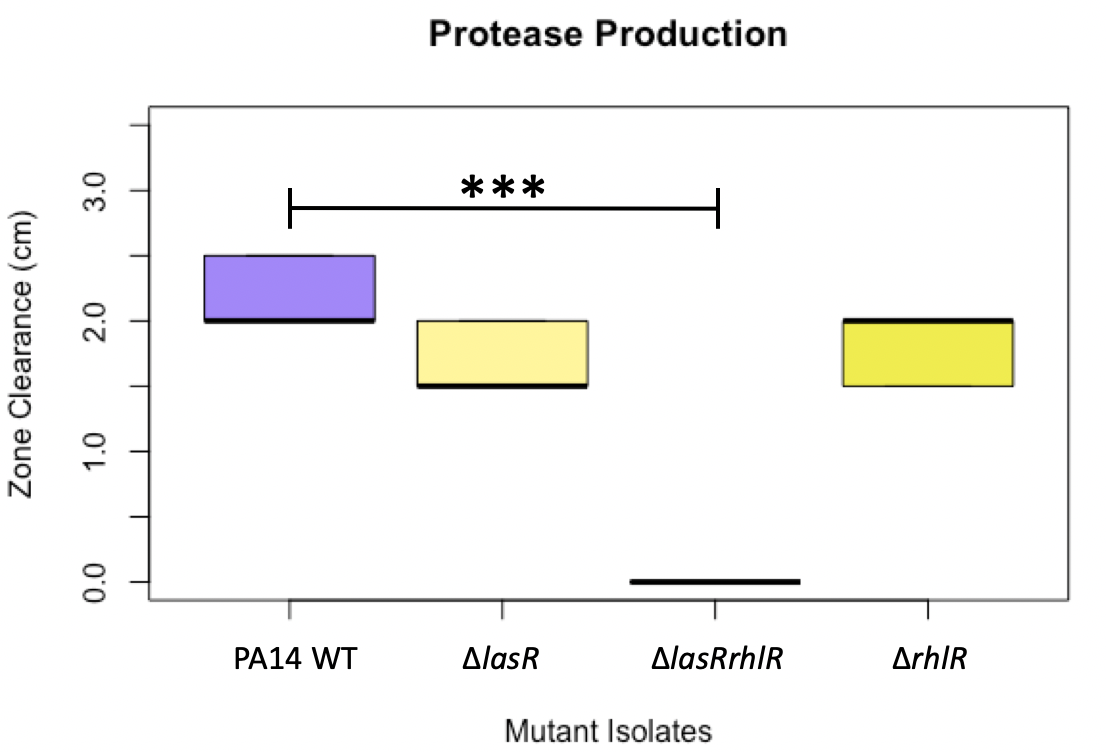 Protease Production
***
Zone Clearance (cm)
3.0
2.0
1.0
0.0
PA14 WT
ΔlasR
ΔlasRrhlR
ΔrhlR
Mutant Isolates